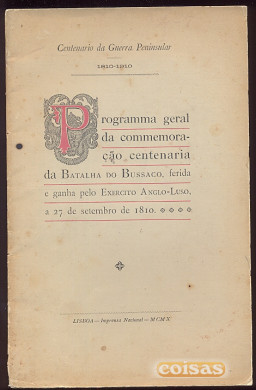 Centenario da Guerra Peninsular
1810-1910
Programma geral
da commemora-
ção centenaria
da BATALHA DO BUSSACO, ferida
e ganha pelo EXERCITO ANGLO-LUSO,
a 27 de setembro de 1810.
LISBOA — Imprensa Nacional — MCMX
coisas